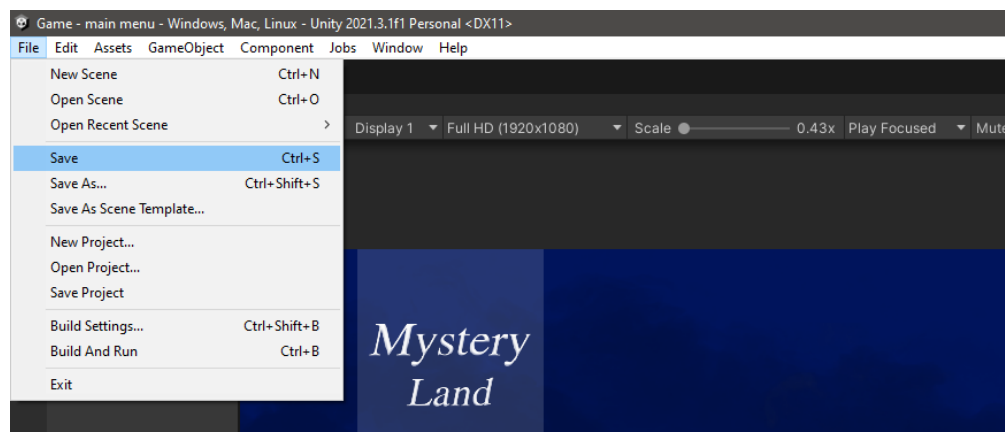 Game - main menu - Windows, Mac, Linux - Unity 2021.3.1f1 Personal <DX11>
File Edit Assets GameObject Component Jobs Window Help
New Scene Ctrl+N
Open Scene Ctrl+O
Open Recent Scene >
Display 1 Full HD (1920x1080) Scale 0.43x Play Focused Mute
Save Ctrl+S
Save As... Ctrl+Shift+S
Save As Scene Template...
New Project...
Open Project...
Save Project
Build Settings... Ctrl+Shift+B
Build And Run Ctrl+B
Exit
Mystery
Land